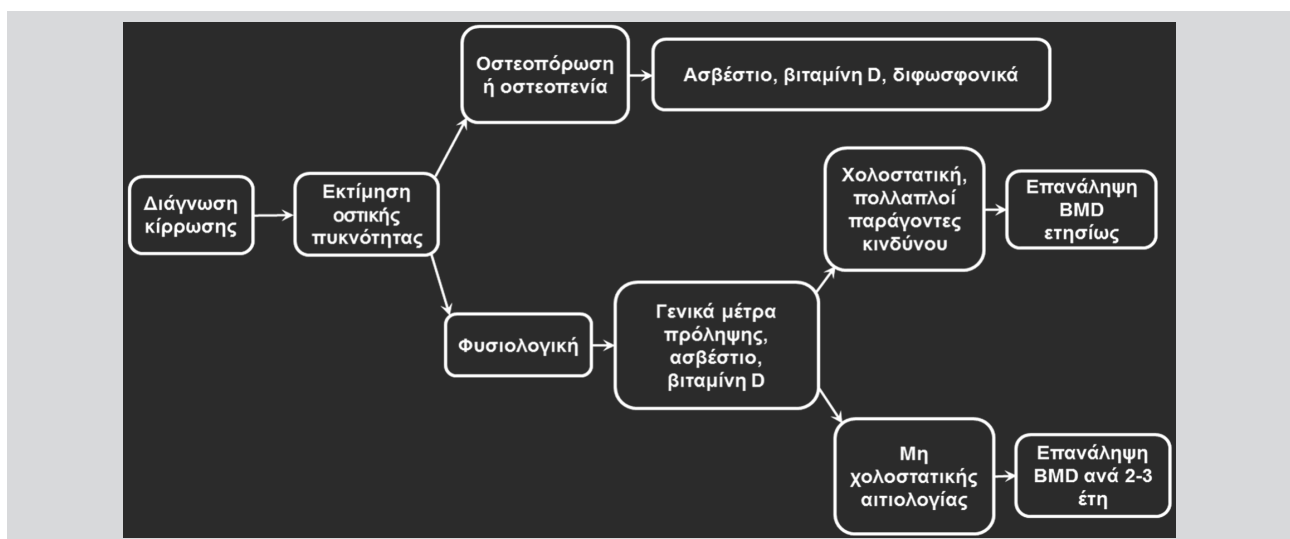 Οστεοπόρωση
ή οστεοπενία
Ασβέστιο, βιταμίνη D, διφωσφονικά
Διάγνωση
κίρρωσης
Εκτίμηση
οστικής
πυκνότητας
Χολοστατική,
πολλαπλοί
παράγοντες
κινδύνου
Επανάληψη
BMD
ετησίως
Φυσιολογική
Γενικά μέτρα
πρόληψης,
ασβέστιο,
βιταμίνη D
Μη
χολοστατικής
αιτιολογίας
Επανάληψη
BMD ανά 2-3
έτη